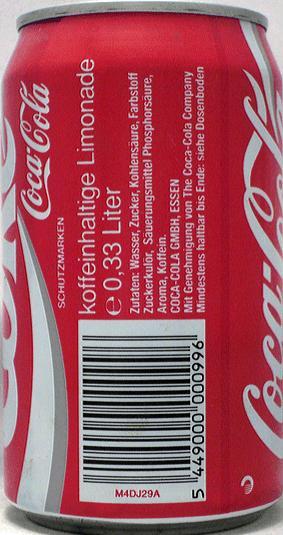 Coca-Cola
SCHUTZMARKEN
koffeinhaltige Limonade
e 0,33 Liter
Zutaten: Wasser, Zucker, Kohlensäure, Farbstoff
Zuckerkulör, Säuerungsmittel Phosphorsäure,
Aroma, Koffein.
COCA-COLA GMBH, ESSEN
Mit Genehmigung von The Coca-Cola Company
Mindestens haltbar bis Ende: siehe Dosenboden
5 449000 000996
M4DJ29A
Coca-Co